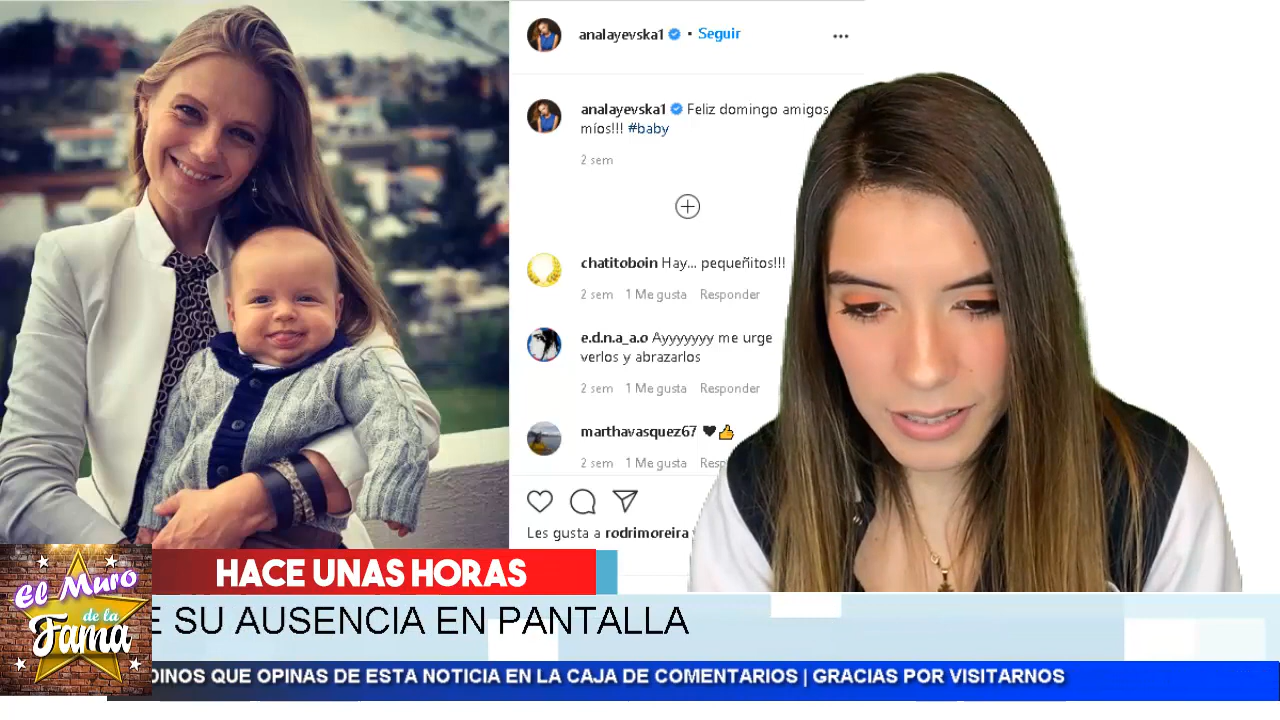 analayevska1 • Seguir
analayevska1 Feliz domingo amigos
míos!!! #baby
2 sem
chatitoboin Hay... pequeñitos!!!
2 sem 1 Me gusta Responder
e.d.n_a_a.o Ayyyyyyy me urge
verlos y abrazarlos
2 sem 1 Me gusta Responder
marthavasquez67
2 sem 1 Me gusta Resp
Les gusta a rodrimoreira
HACE UNAS HORAS
El Muro
de la
Fama
E SU AUSENCIA EN PANTALLA
DINOS QUE OPINAS DE ESTA NOTICIA EN LA CAJA DE COMENTARIOS | GRACIAS POR VISITARNOS